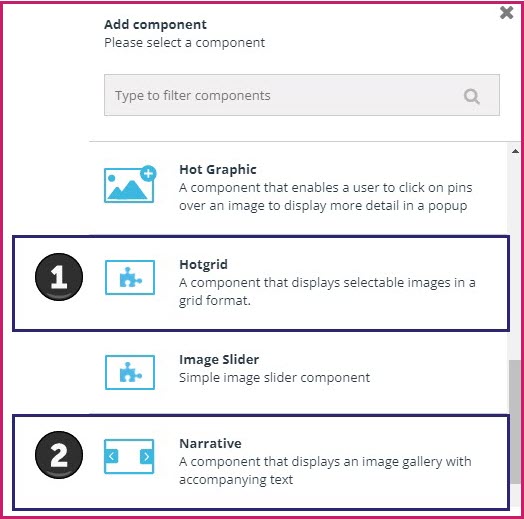 Add component
Please select a component
Type to filter components
Hot Graphic
A component that enables a user to click on pins
over an image to display more detail in a popup
1
Hotgrid
A component that displays selectable images in a
grid format.
Image Slider
Simple image slider component
2
Narrative
A component that displays an image gallery with
accompanying text